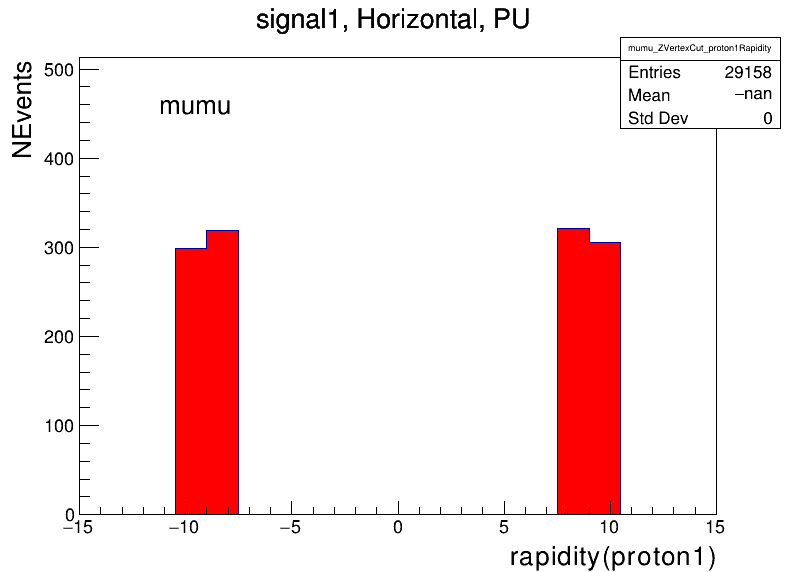 signal1, Horizontal, PU
mumu_ZVertexCut_proton1Rapidity
Entries 29158
Mean −nan
Std Dev 0
NEvents
mumu
500
400
300
200
100
0
−15 −10 −5 0 5 10 15
rapidity(proton1)